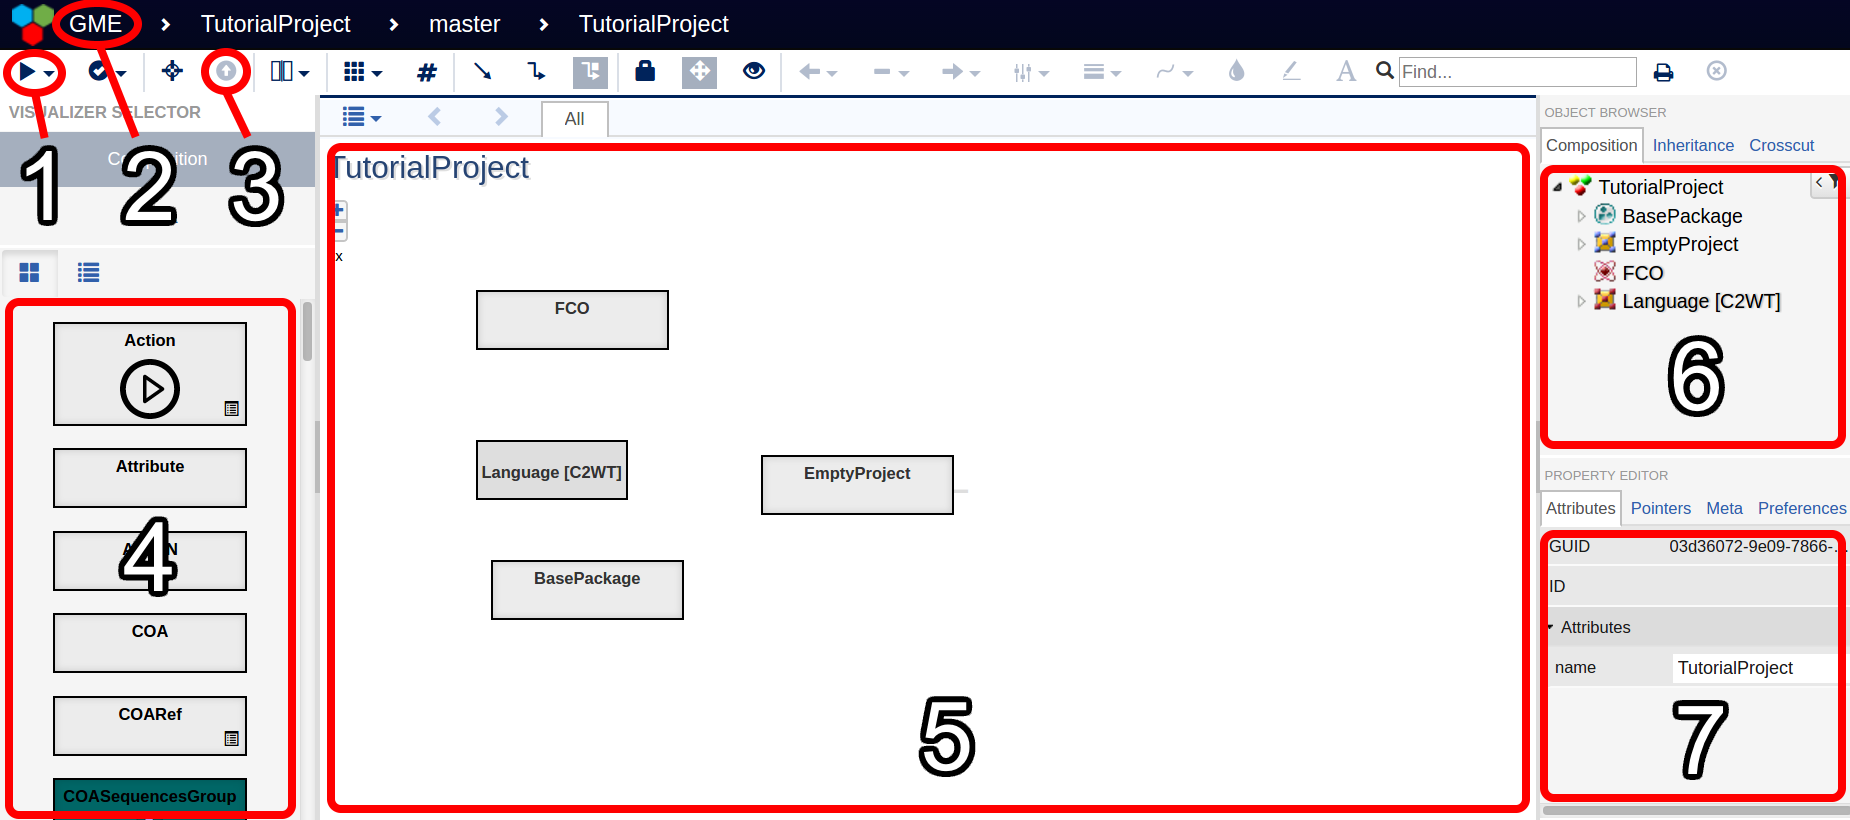 GME › TutorialProject › master › TutorialProject
Find...
VISUALIZER SELECTOR
1 2 3
All
TutorialProject
+
−
x
Action
Attribute
4
COA
COARef
COASequencesGroup
FCO
Language [C2WT]
EmptyProject
BasePackage
5
OBJECT BROWSER
Composition Inheritance Crosscut
TutorialProject
BasePackage
EmptyProject
FCO
Language [C2WT]
6
PROPERTY EDITOR
Attributes Pointers Meta Preferences
GUID 03d36072-9e09-7866-...
ID
Attributes
name TutorialProject
7